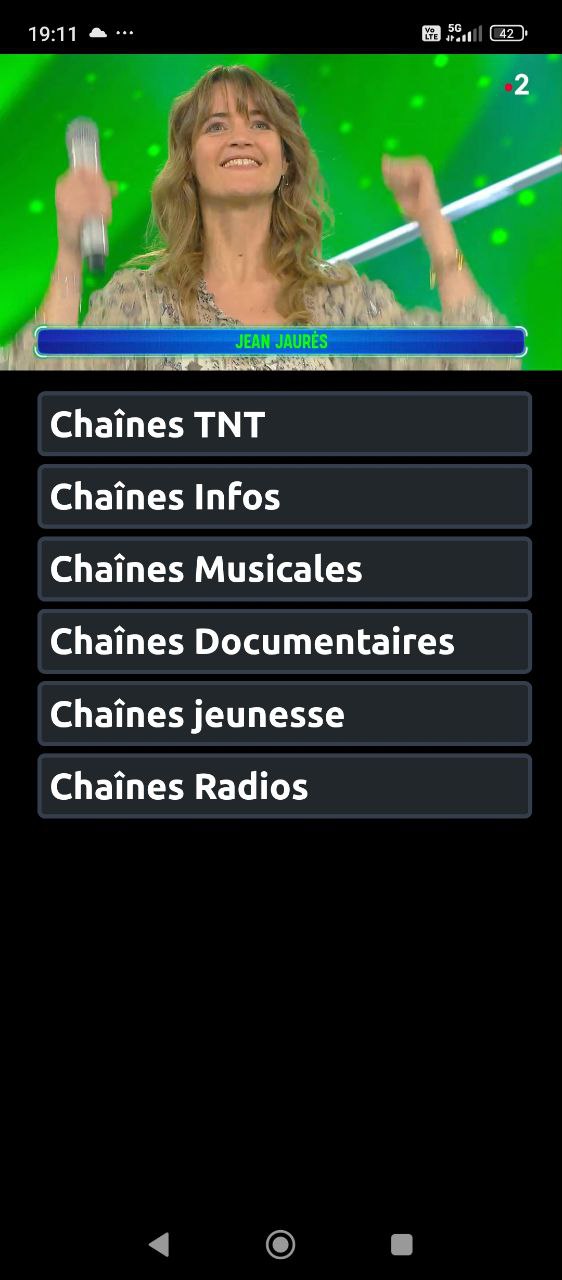 19:11
Vo LTE
5G
42
2
JEAN JAURÈS
Chaînes TNT
Chaînes Infos
Chaînes Musicales
Chaînes Documentaires
Chaînes jeunesse
Chaînes Radios